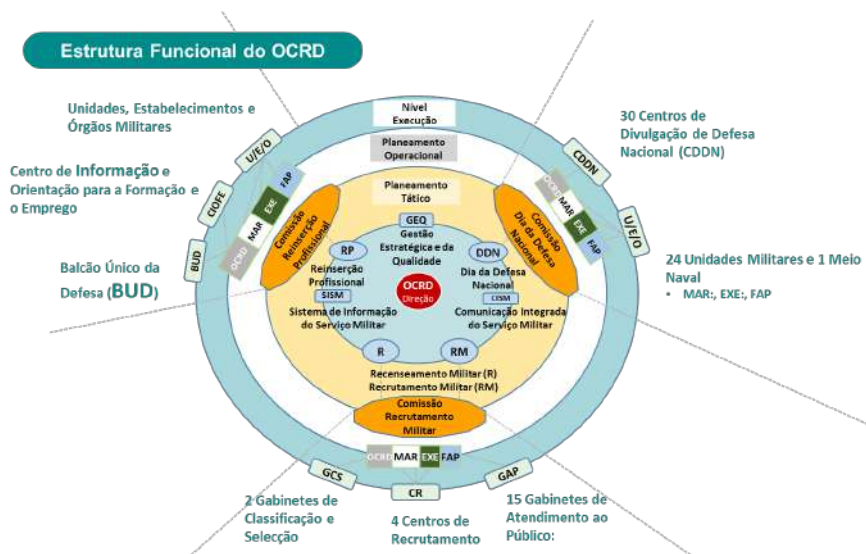 Estrutura Funcional do OCRD
Unidades, Estabelecimentos e
Órgãos Militares
Centro de Informação e
Orientação para a Formação e
o Emprego
Balcão Único da
Defesa (BUD)
U/E/O
CIOFE
BUD
OCRD MAR EXE FAP
Comissão
Reinserção
Profissional
Nível
Execução
Planeamento
Operacional
Planeamento
Tático
GEQ
Gestão
Estratégica e da
Qualidade
RP
Reinserção
Profissional
SISM
Sistema de Informação
do Serviço Militar
OCRD
Direção
DDN
Dia da Defesa
Nacional
CISM
Comunicação Integrada
do Serviço Militar
R
RM
Recenseamento Militar (R)
Recrutamento Militar (RM)
Comissão
Recrutamento
Militar
OCRD MAR EXE FAP
Comissão
Dia da Defesa
Nacional
OCRD MAR EXE FAP
CDDN
U/E/O
30 Centros de
Divulgação de Defesa
Nacional (CDDN)
24 Unidades Militares e 1 Meio
Naval
• MAR:, EXE:, FAP
GCS
CR
GAP
2 Gabinetes de
Classificação e
Selecção
4 Centros de
Recrutamento
15 Gabinetes de
Atendimento ao
Público: